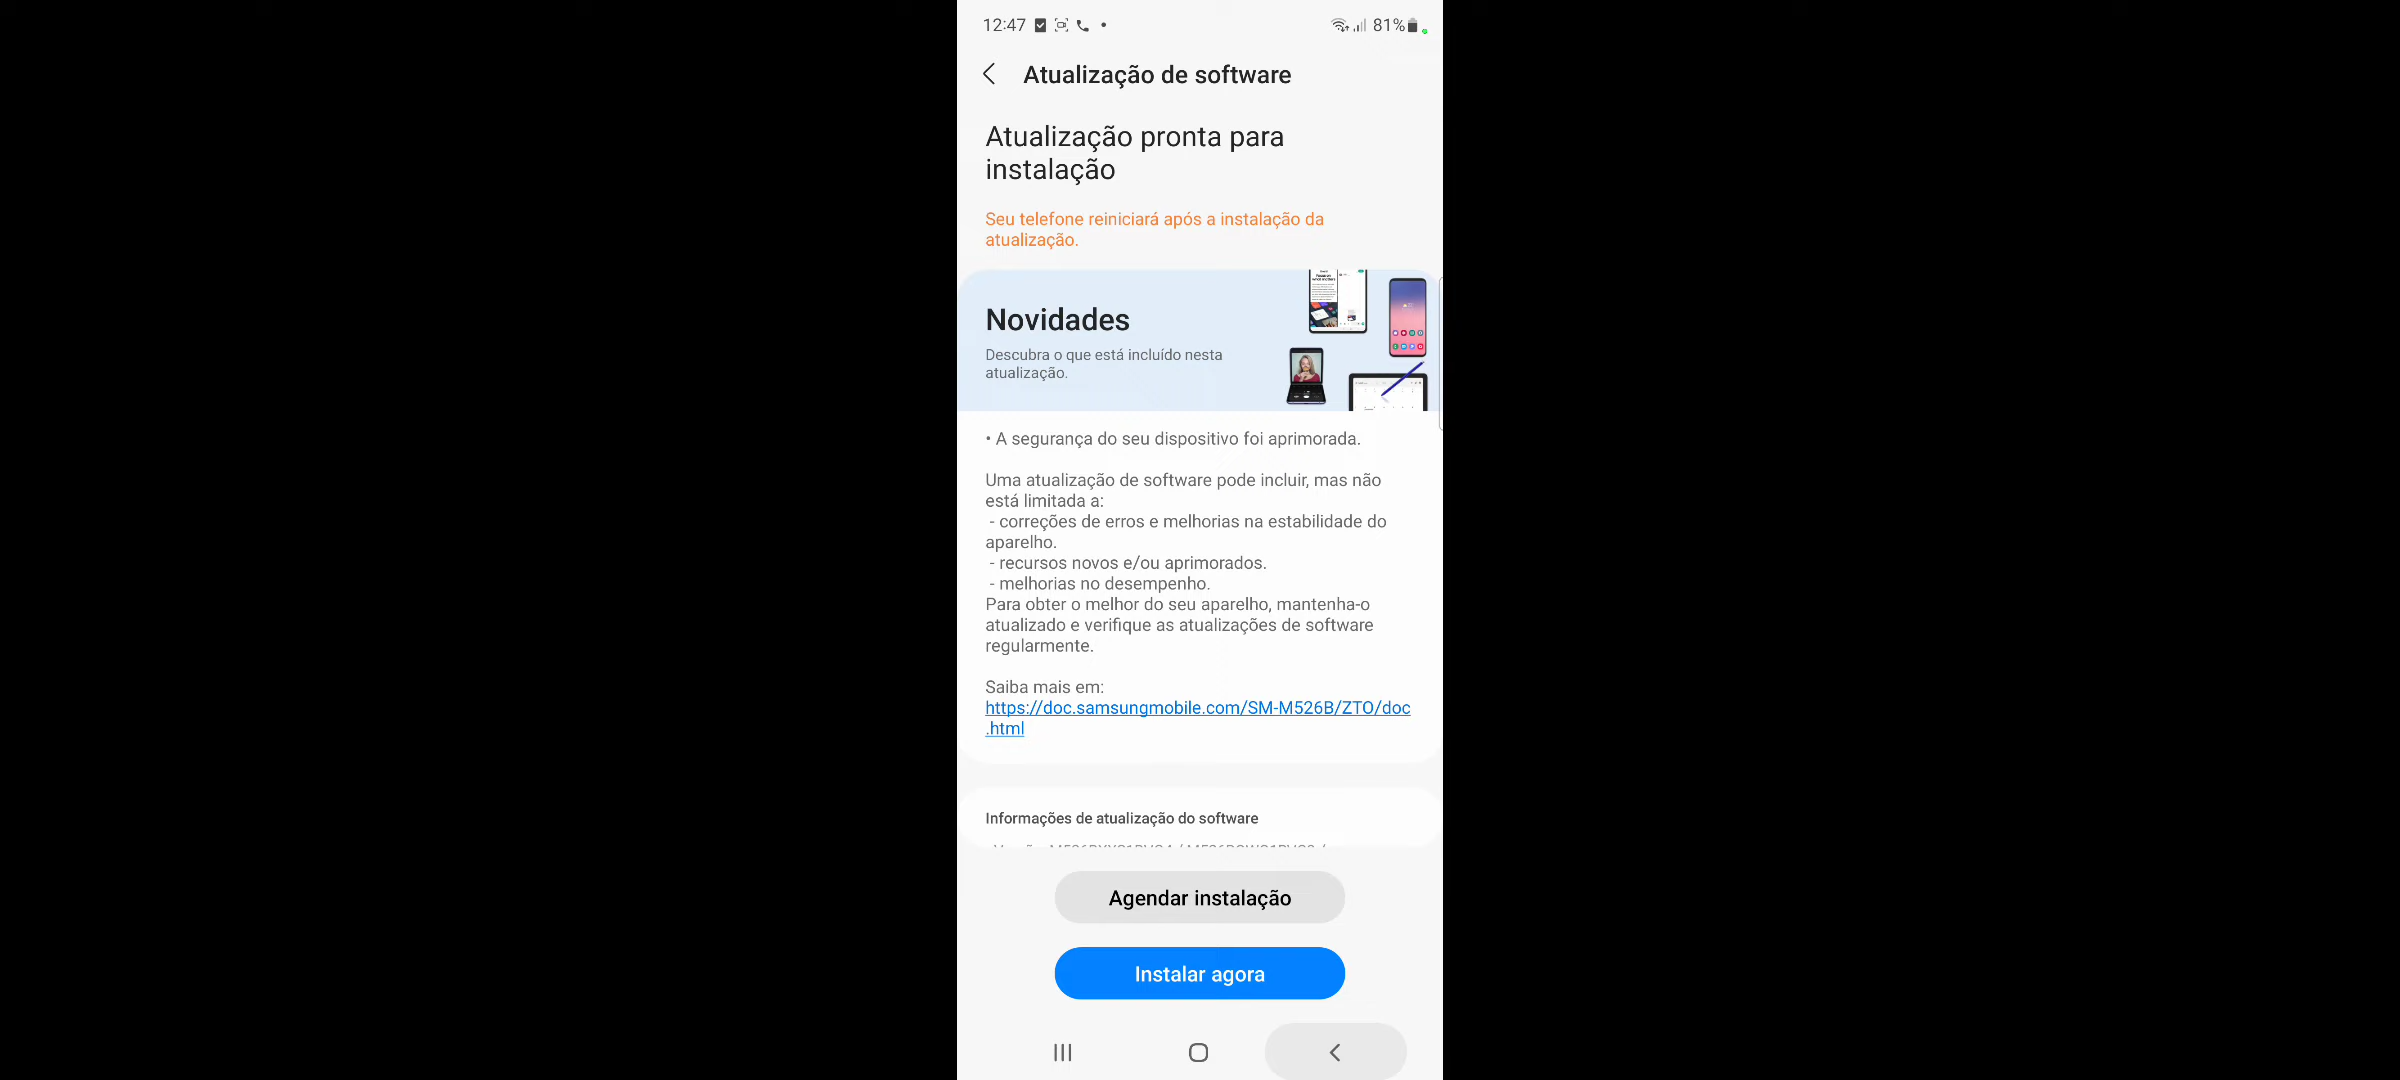 12:47
81%
Atualização de software
Atualização pronta para
instalação
Seu telefone reiniciará após a instalação da
atualização.
Novidades
Descubra o que está incluído nesta
atualização.
• A segurança do seu dispositivo foi aprimorada.
Uma atualização de software pode incluir, mas não
está limitada a:
- correções de erros e melhorias na estabilidade do
aparelho.
- recursos novos e/ou aprimorados.
- melhorias no desempenho.
Para obter o melhor do seu aparelho, mantenha-o
atualizado e verifique as atualizações de software
regularmente.
Saiba mais em:
https://doc.samsungmobile.com/SM-M526B/ZTO/doc
.html
Informações de atualização do software
Agendar instalação
Instalar agora